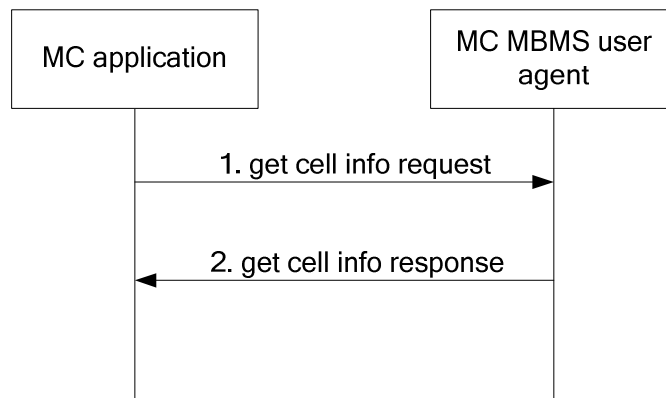 MC application
MC MBMS user
agent
1. get cell info request
2. get cell info response